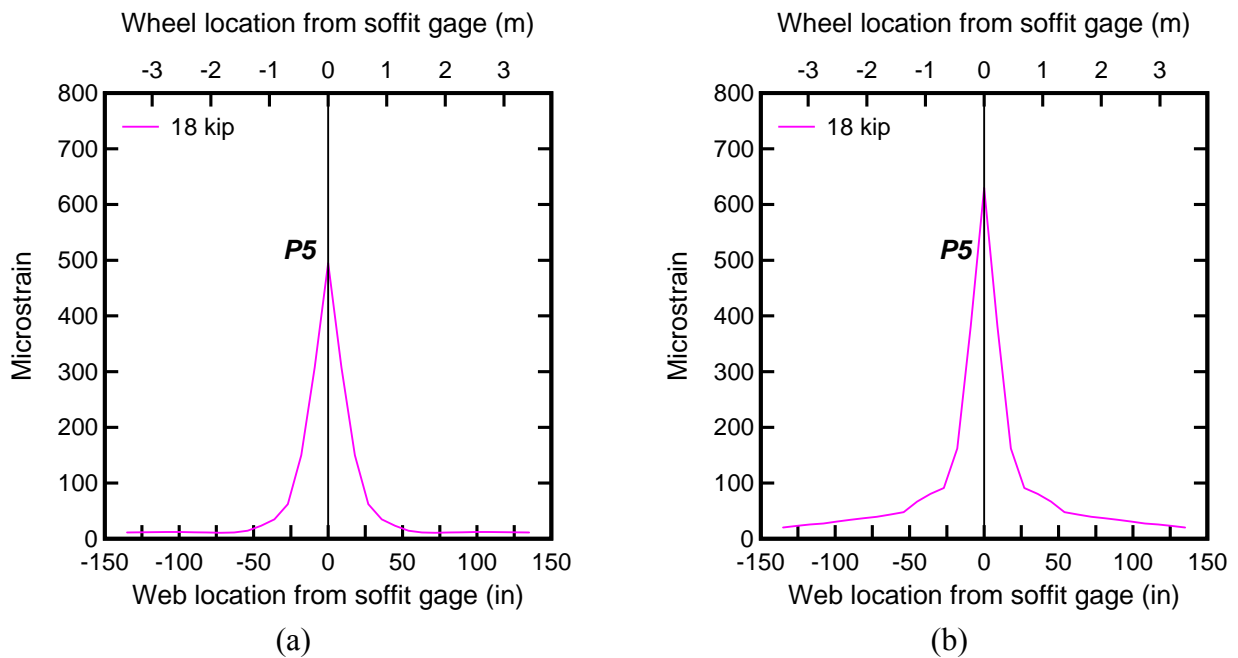 Wheel location from soffit gage (m)
-3 -2 -1 0 1 2 3
800
700
600
500
400
300
200
100
0
18 kip
P5
Microstrain
-150 -100 -50 0 50 100 150
Web location from soffit gage (in)
(a)
Wheel location from soffit gage (m)
-3 -2 -1 0 1 2 3
800
700
600
500
400
300
200
100
0
18 kip
P5
Microstrain
-150 -100 -50 0 50 100 150
Web location from soffit gage (in)
(b)